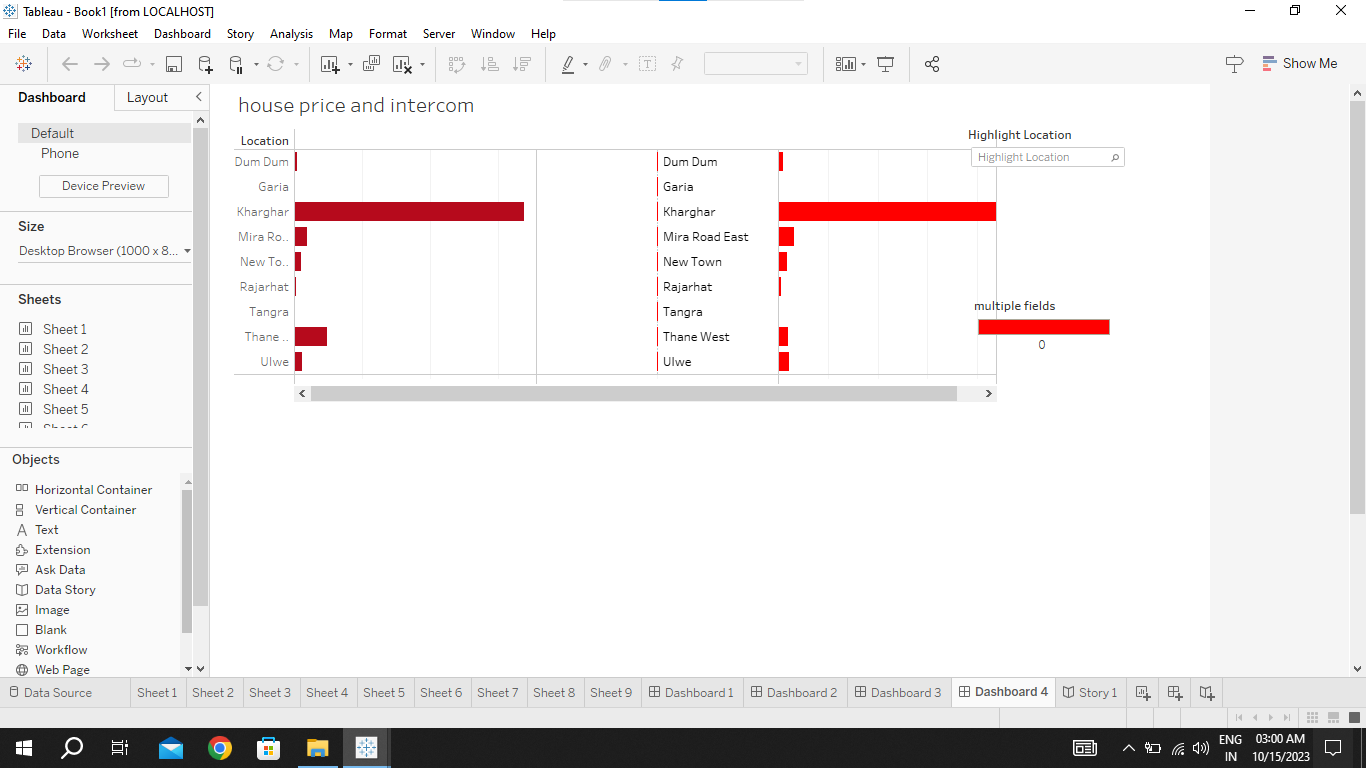 Tableau - Book1 [from LOCALHOST]
File Data Worksheet Dashboard Story Analysis Map Format Server Window Help
Show Me
Dashboard Layout
Default
Phone
Device Preview
Size
Desktop Browser (1000 x 8...
Sheets
Sheet 1
Sheet 2
Sheet 3
Sheet 4
Sheet 5
Objects
Horizontal Container
Vertical Container
Text
Extension
Ask Data
Data Story
Image
Blank
Workflow
Web Page
house price and intercom
Location
Dum Dum Dum Dum
Garia Garia
Kharghar Kharghar
Mira Ro.. Mira Road East
New To.. New Town
Rajarhat Rajarhat
Tangra Tangra
Thane .. Thane West
Ulwe Ulwe
Highlight Location
Highlight Location
multiple fields
0
Data Source Sheet 1 Sheet 2 Sheet 3 Sheet 4 Sheet 5 Sheet 6 Sheet 7 Sheet 8 Sheet 9 Dashboard 1 Dashboard 2 Dashboard 3 Dashboard 4 Story 1
ENG 03:00 AM
IN 10/15/2023